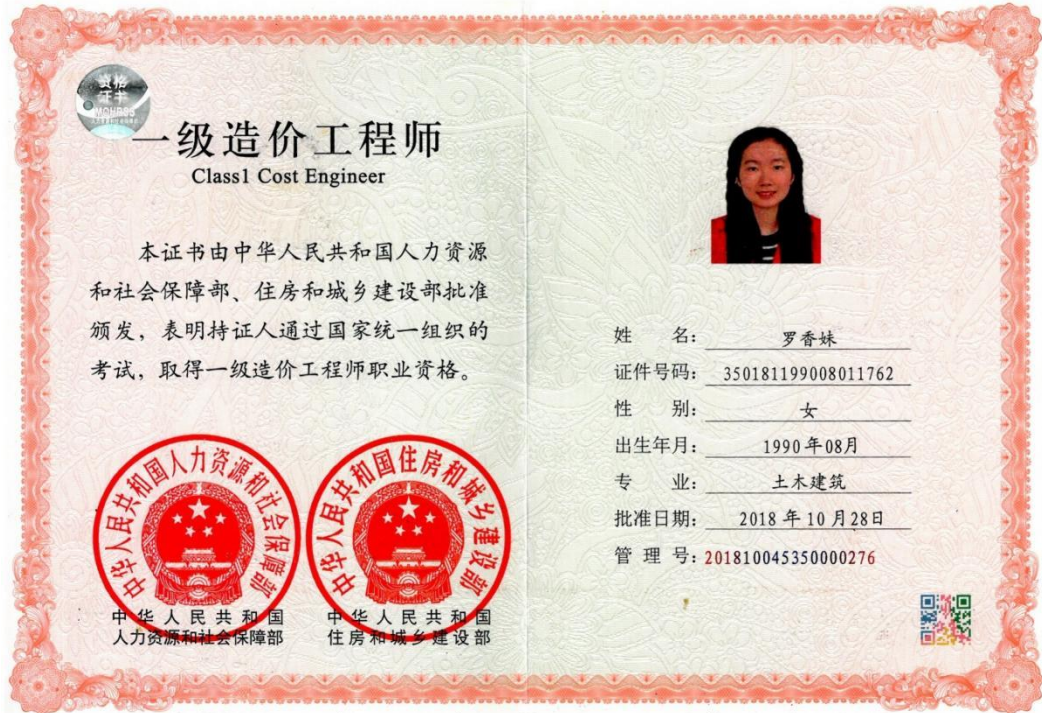 资格
证书
MOHRSS
一级造价工程师
Class1 Cost Engineer
本证书由中华人民共和国人力资源
和社会保障部、住房和城乡建设部批准
颁发，表明持证人通过国家统一组织的
考试，取得一级造价工程师职业资格。
中华人民共和国人力资源和社会保障部
中华人民共和国住房和城乡建设部
中华人民共和国
人力资源和社会保障部
中华人民共和国
住房和城乡建设部
姓 名： 罗香妹
证件号码： 350181199008011762
性 别： 女
出生年月： 1990年08月
专 业： 土木建筑
批准日期： 2018年10月28日
管 理 号：201810045350000276